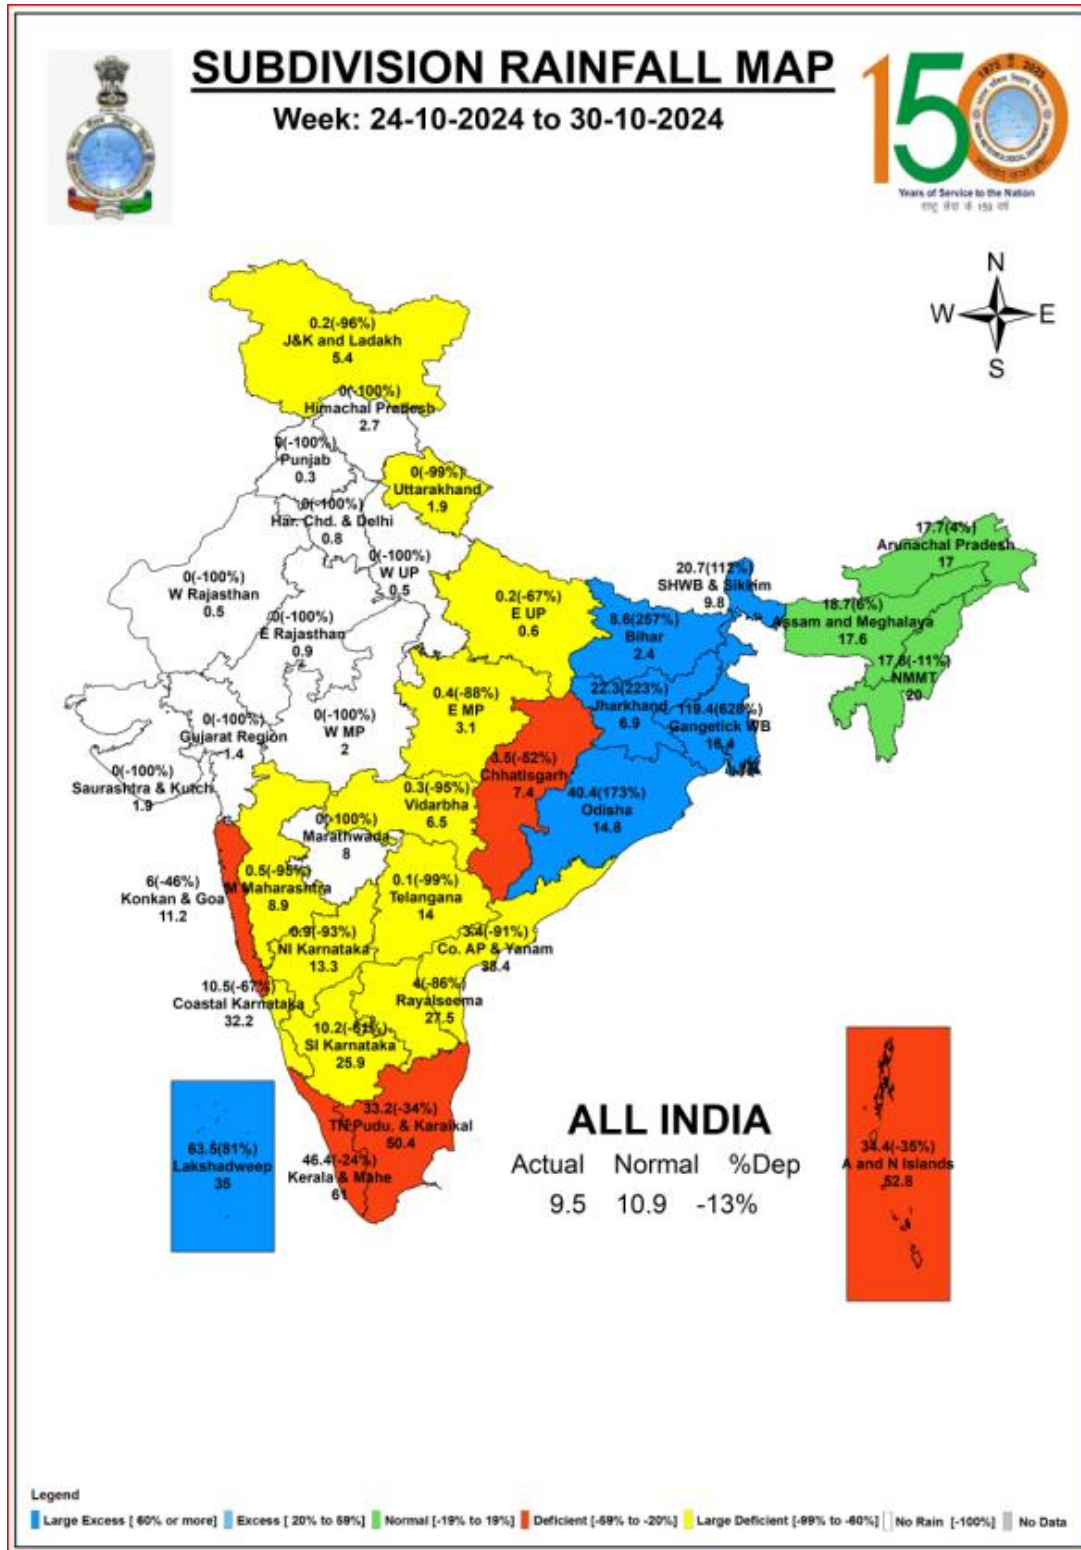 SUBDIVISION RAINFALL MAP
Week: 24-10-2024 to 30-10-2024
150
1875 2025
Years of Service to the Nation
राष्ट्र सेवा के 150 वर्ष
N
W E
S
0.2(-96%)
J&K and Ladakh
5.4
0(-100%)
Himachal Pradesh
2.7
0(-100%)
Punjab
0.3
0(-99%)
Uttarakhand
1.9
0(-100%)
Har. Chd. & Delhi
0.8
0(-100%)
W UP
0.5
0(-100%)
W Rajasthan
0.5
0(-100%)
E Rajasthan
0.9
0.2(-67%)
E UP
0.6
20.7(112%)
SHWB & Sikkim
9.8
17.7(4%)
Arunachal Pradesh
17
18.7(6%)
Assam and Meghalaya
17.6
17.8(-11%)
NMMT
20
8.6(257%)
Bihar
2.4
22.3(223%)
Jharkhand
6.9
119.4(628%)
Gangetick WB
16.4
0.4(-88%)
E MP
3.1
0(-100%)
W MP
2
0(-100%)
Gujarat Region
1.4
0(-100%)
Saurashtra & Kutch
1.9
3.5(-52%)
Chhatisgarh
7.4
40.4(173%)
Odisha
14.8
0.3(-95%)
Vidarbha
6.5
0(-100%)
Marathwada
8
0.5(-95%)
M Maharashtra
8.9
6(-46%)
Konkan & Goa
11.2
0.1(-99%)
Telangana
14
0.9(-93%)
NI Karnataka
13.3
3.4(-91%)
Co. AP & Yanam
38.4
10.5(-67%)
Coastal Karnataka
32.2
4(-86%)
Rayalseema
27.5
10.2(-61%)
SI Karnataka
25.9
33.2(-34%)
TN Pudu. & Karaikal
50.4
46.4(-24%)
Kerala & Mahe
61
63.5(81%)
Lakshadweep
35
34.4(-35%)
A and N Islands
52.8
ALL INDIA
Actual Normal %Dep
9.5 10.9 -13%
Legend
Large Excess [ 60% or more] Excess [ 20% to 59%] Normal [-19% to 19%] Deficient [-59% to -20%] Large Deficient [-99% to -60%] No Rain [-100%] No Data